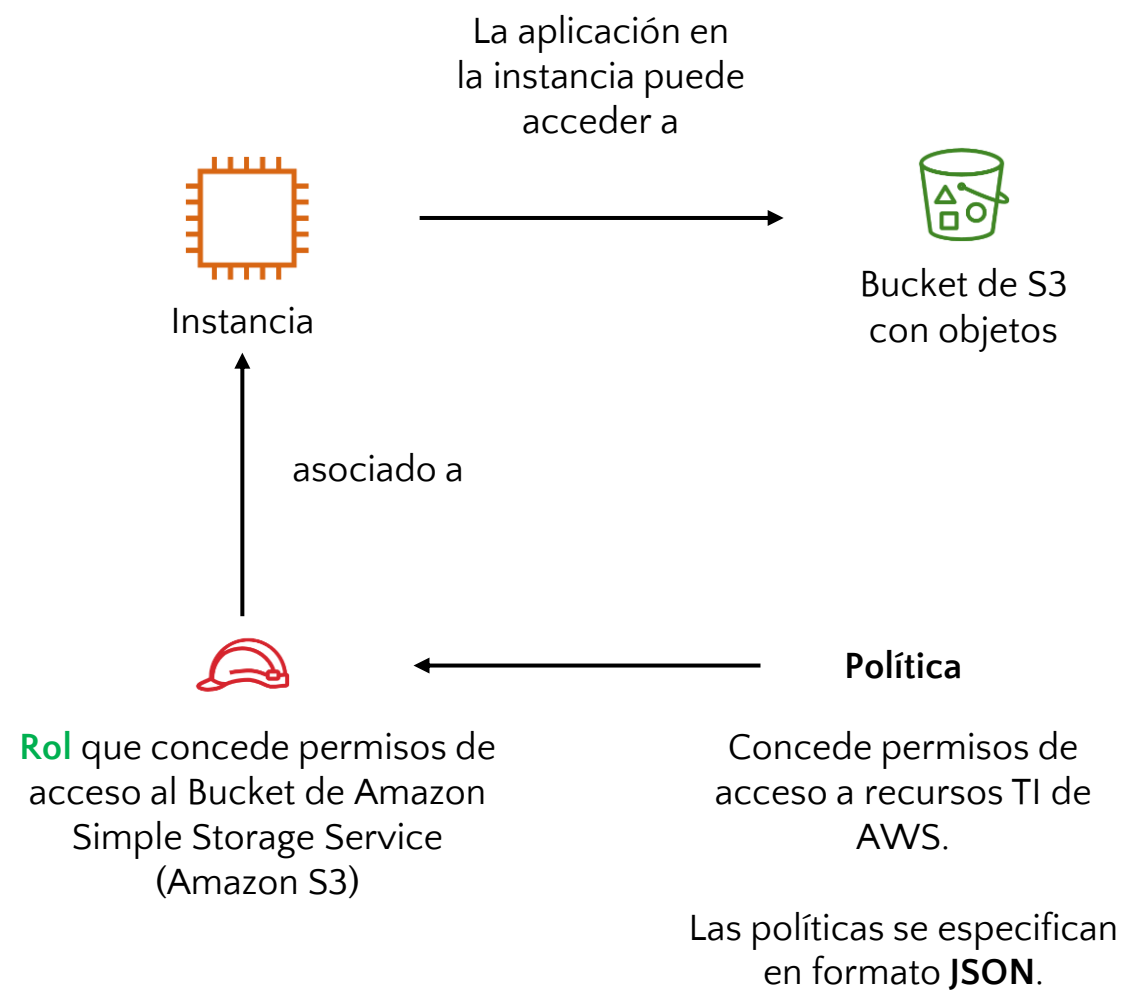 La aplicación en
la instancia puede
acceder a
Instancia
Bucket de S3
con objetos
asociado a
Política
Rol que concede permisos de
acceso al Bucket de Amazon
Simple Storage Service
(Amazon S3)
Concede permisos de
acceso a recursos TI de
AWS.
Las políticas se especifican
en formato JSON.